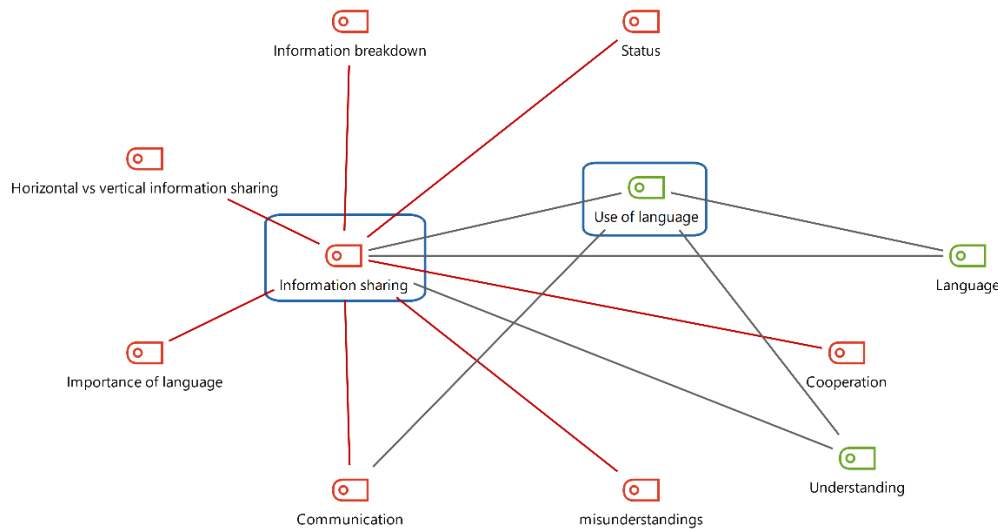 Information breakdown
Status
Horizontal vs vertical information sharing
Use of language
Information sharing
Language
Importance of language
Cooperation
Understanding
Communication
misunderstandings